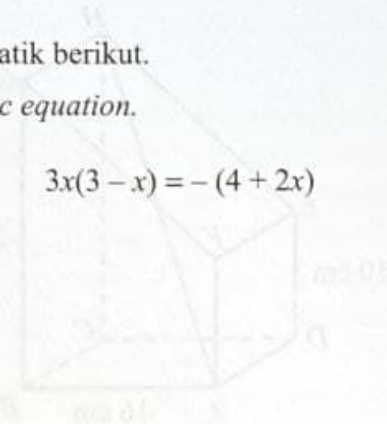 atik berikut.
c equation.
3x(3 – x) = – (4 + 2x)